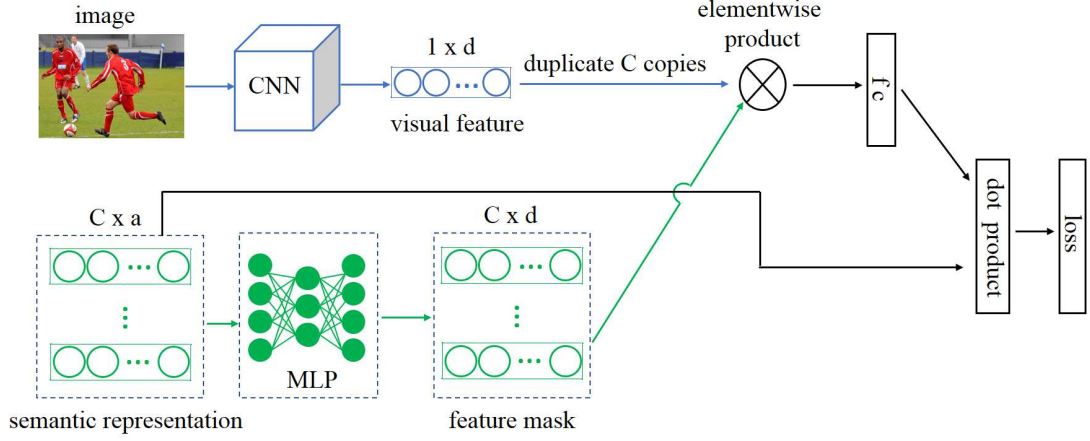 image
CNN
1 x d
visual feature
duplicate C copies
elementwise
product
fc
dot product
loss
C x a
semantic representation
MLP
C x d
feature mask